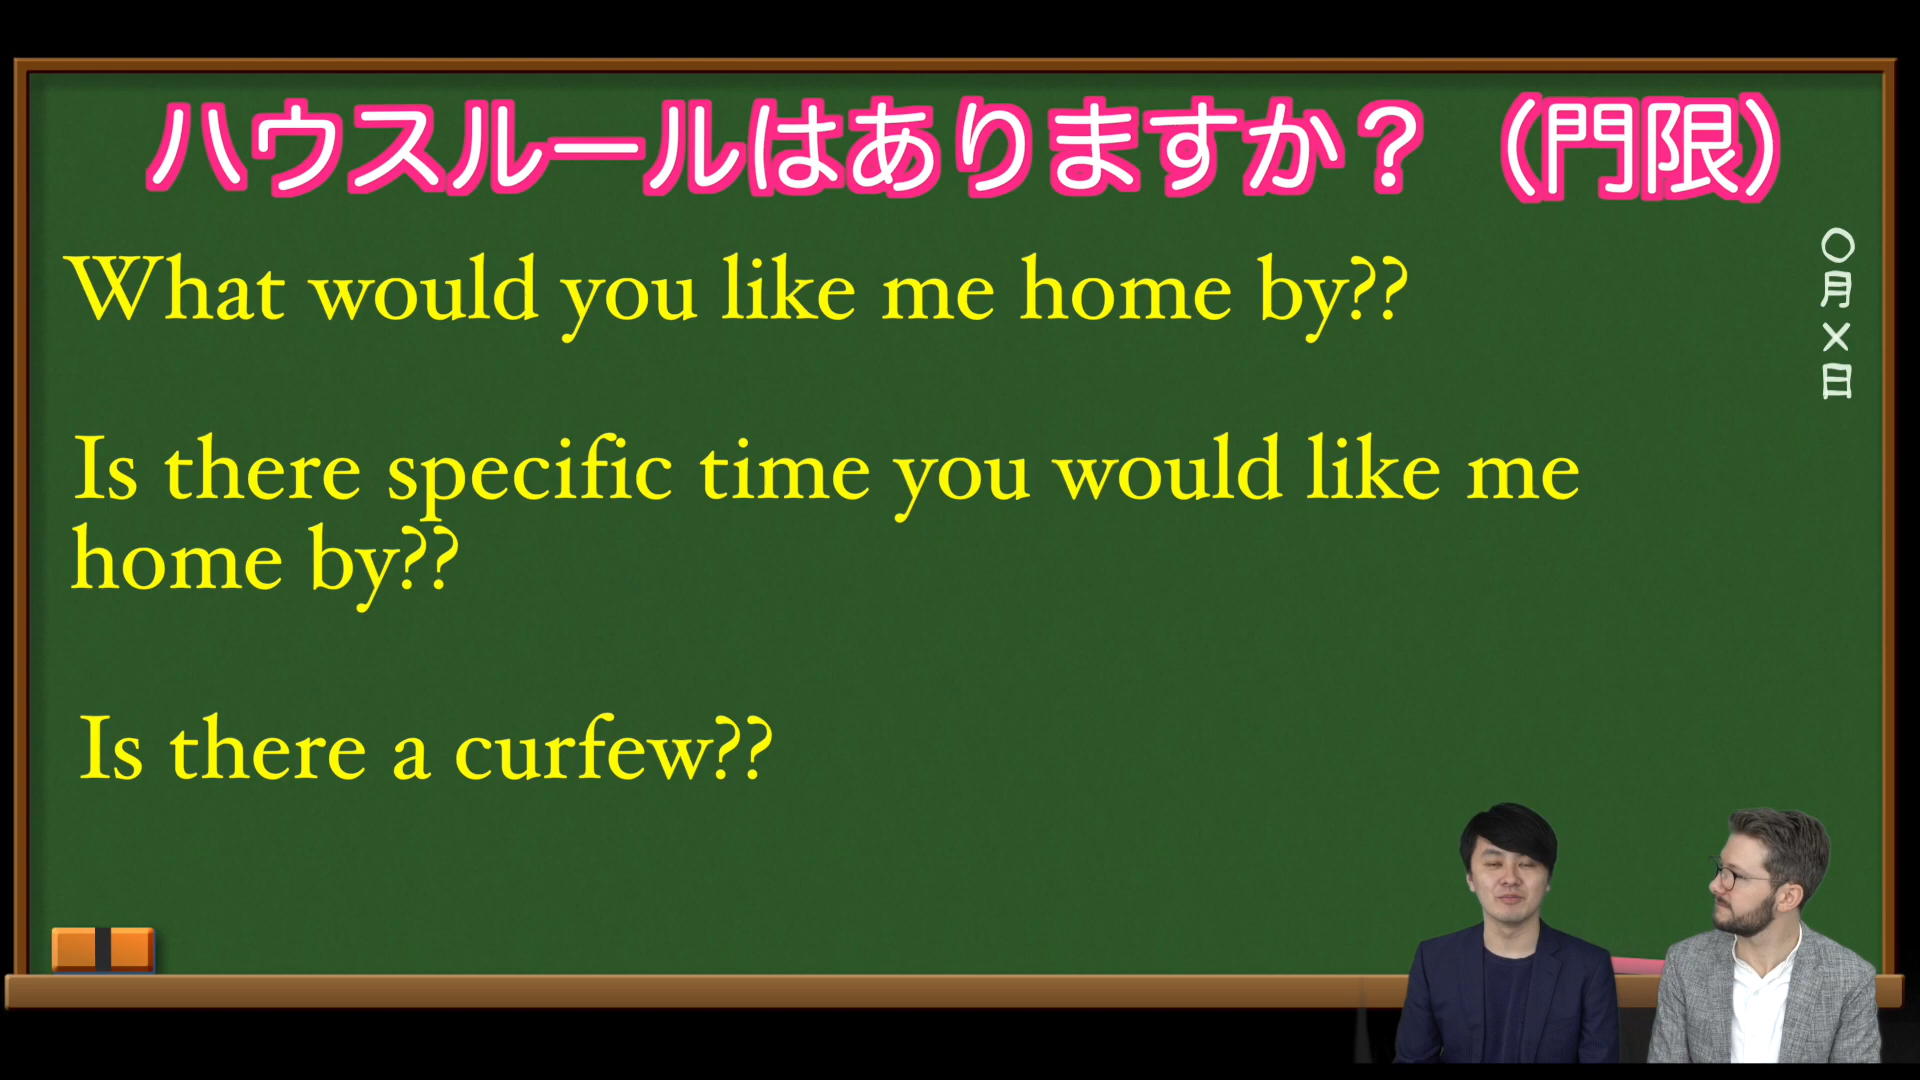 ハウスルールはありますか？（門限）
What would you like me home by??
Is there specific time you would like me
home by??
Is there a curfew??
〇月×日